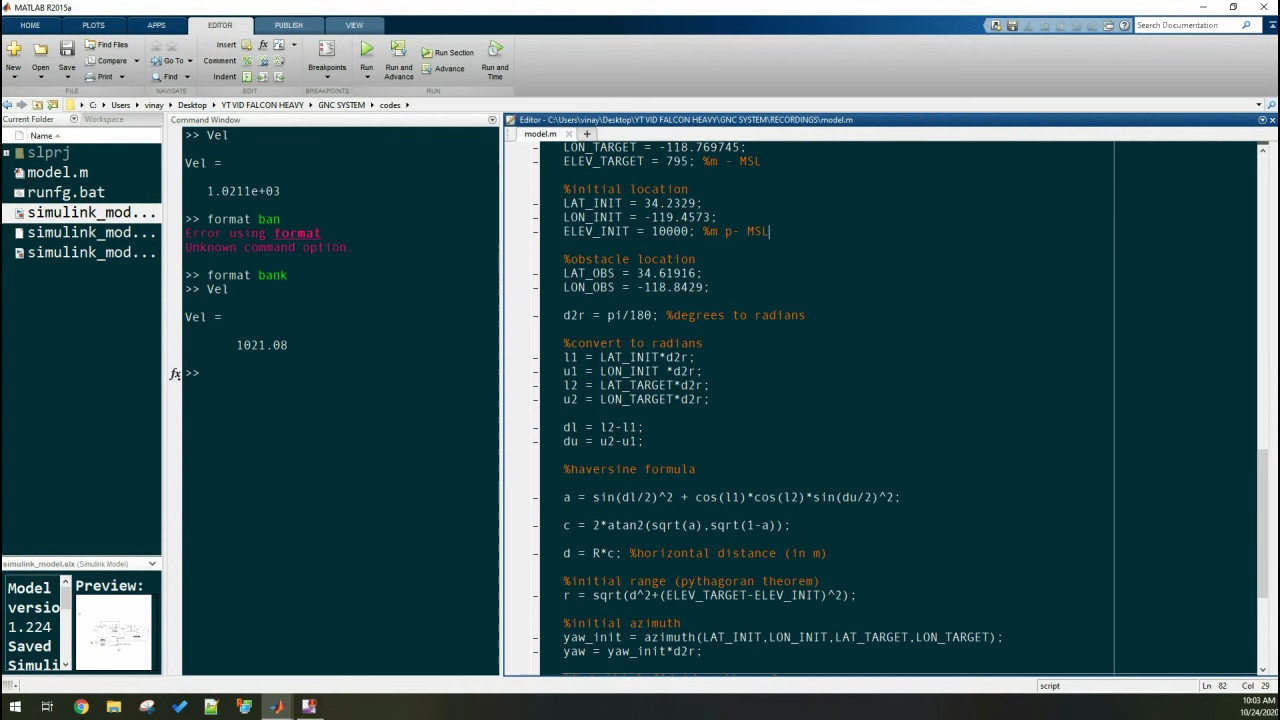 MATLAB R2015a
HOME PLOTS APPS EDITOR PUBLISH VIEW
Search Documentation
Find Files
Compare
Print
New Open Save
Go To
Find
Insert
Comment
Indent
Breakpoints
Run
Run and Advance
Run Section
Advance
Run and Time
FILE NAVIGATE EDIT BREAKPOINTS RUN
C: Users vinay Desktop YT VID FALCON HEAVY GNC SYSTEM codes
Current Folder Workspace
Name
slprj
model.m
runfg.bat
simulink_mod...
simulink_mod...
simulink_mod...
simulink_model.slx (Simulink Model)
Model
versio
1.224
Saved
Simuli
Preview:
Command Window
>> Vel
Vel =
1.0211e+03
>> format ban
Error using format
Unknown command option.
>> format bank
>> Vel
Vel =
1021.08
fx >>
Editor - C:\Users\vinay\Desktop\YT VID FALCON HEAVY\GNC SYSTEM\RECORDINGS\model.m
model.m
LON_TARGET = -118.769745;
ELEV_TARGET = 795; %m - MSL
%initial location
LAT_INIT = 34.2329;
LON_INIT = -119.4573;
ELEV_INIT = 10000; %m p- MSL
%obstacle location
LAT_OBS = 34.61916;
LON_OBS = -118.8429;
d2r = pi/180; %degrees to radians
%convert to radians
l1 = LAT_INIT*d2r;
u1 = LON_INIT *d2r;
l2 = LAT_TARGET*d2r;
u2 = LON_TARGET*d2r;
dl = l2-l1;
du = u2-u1;
%haversine formula
a = sin(dl/2)^2 + cos(l1)*cos(l2)*sin(du/2)^2;
c = 2*atan2(sqrt(a),sqrt(1-a));
d = R*c; %horizontal distance (in m)
%initial range (pythagoran theorem)
r = sqrt(d^2+(ELEV_TARGET-ELEV_INIT)^2);
%initial azimuth
yaw_init = azimuth(LAT_INIT,LON_INIT,LAT_TARGET,LON_TARGET);
yaw = yaw_init*d2r;
script Ln 82 Col 29
10:03 AM
10/24/2020